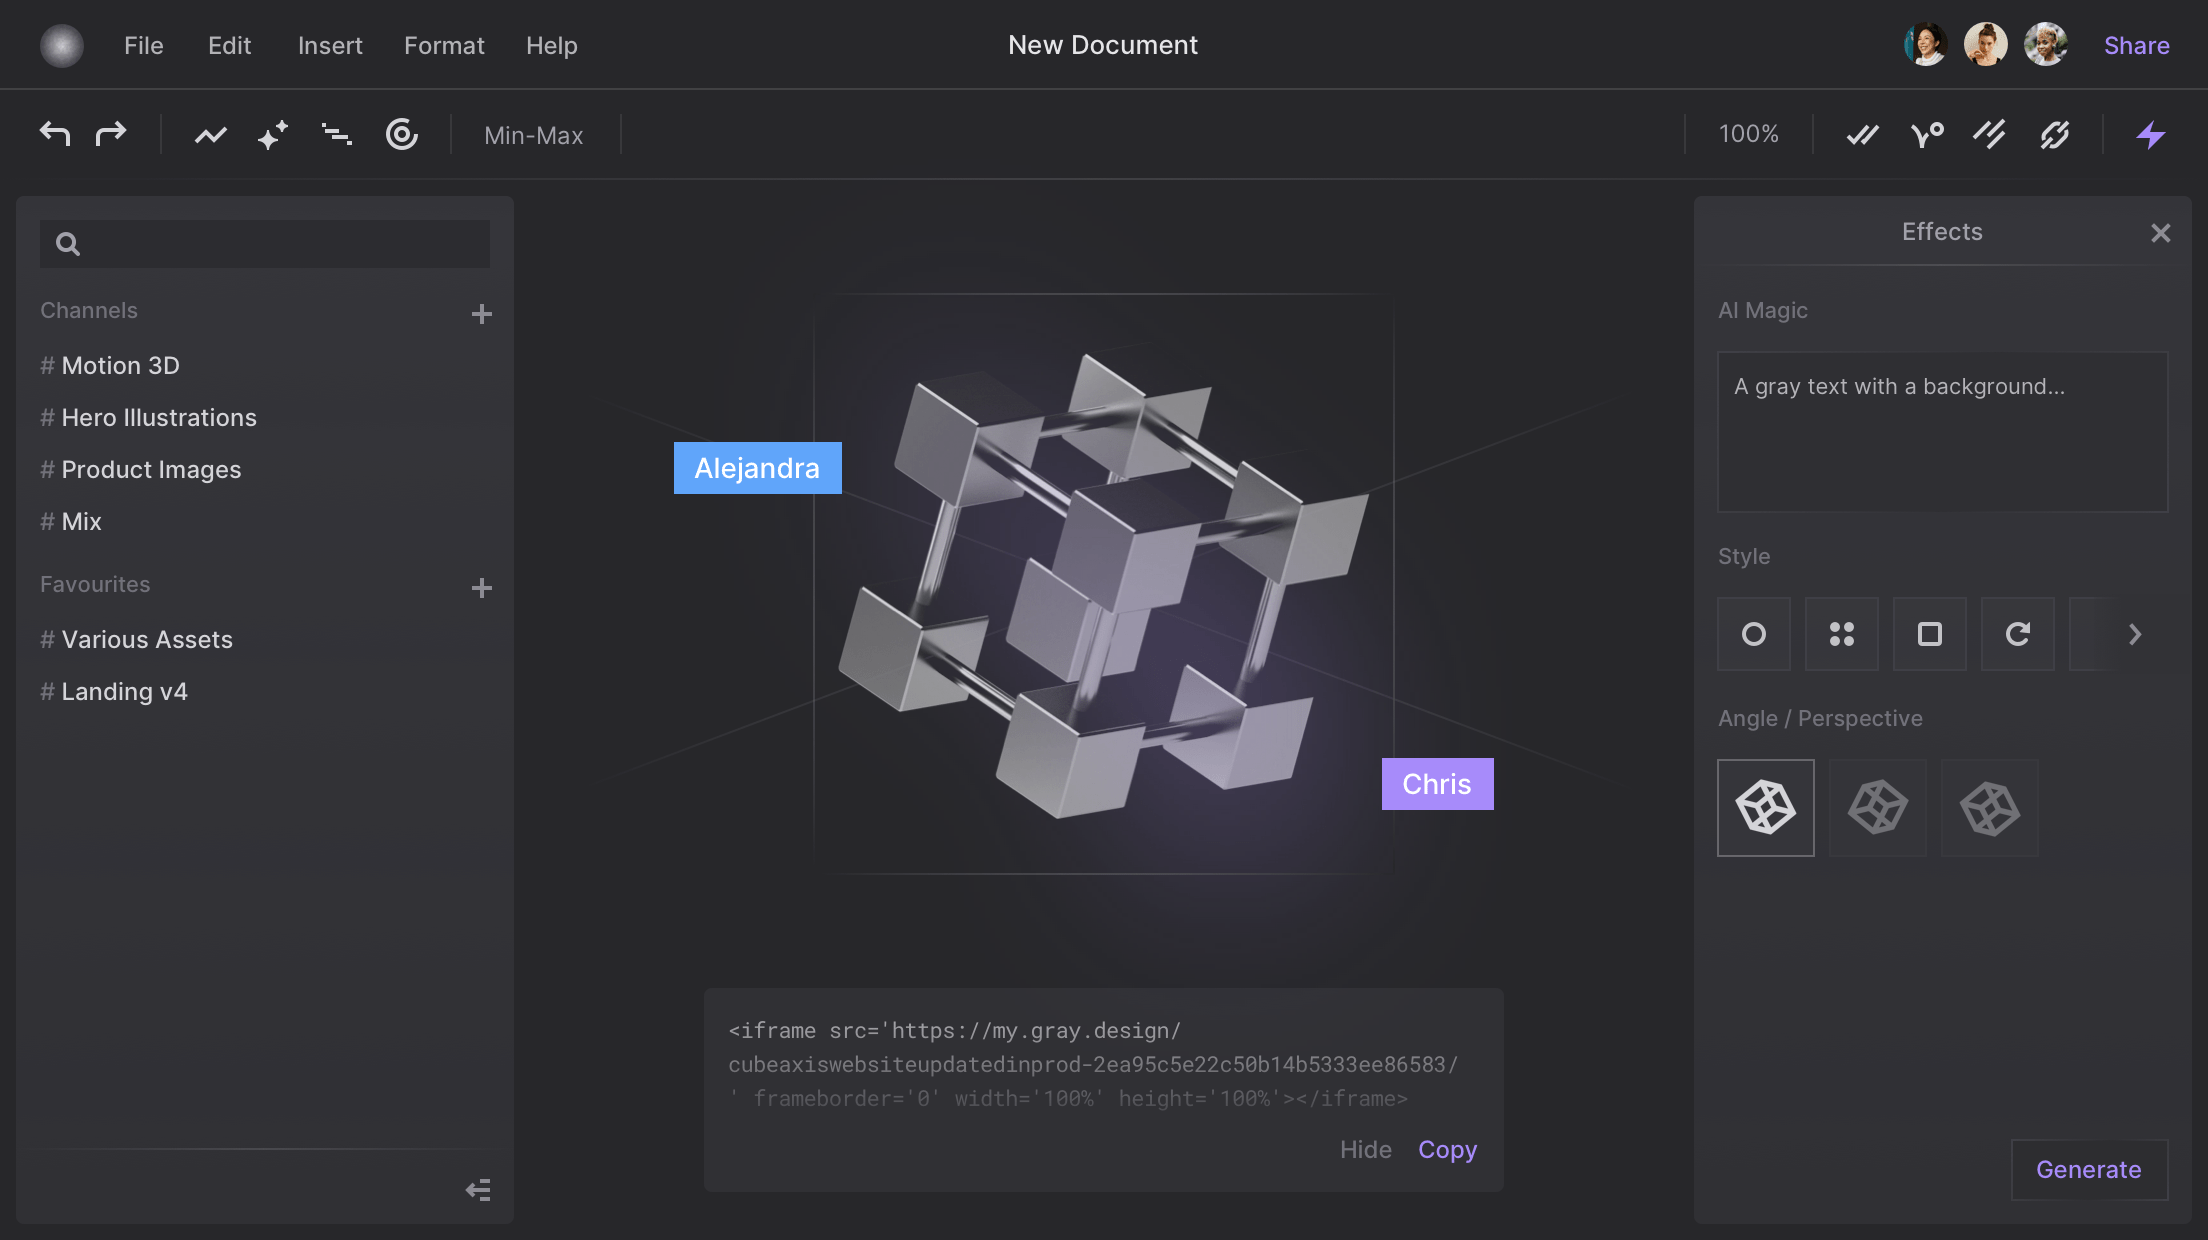 File Edit Insert Format Help
New Document
Share
Min-Max
100%
Channels
# Motion 3D
# Hero Illustrations
# Product Images
# Mix
Favourites
# Various Assets
# Landing v4
Alejandra
Chris
<iframe src='https://my.gray.design/
cubeaxiswebsiteupdatedinprod-2ea95c5e22c50b14b5333ee86583/
' frameborder='0' width='100%' height='100%'></iframe>
Hide Copy
Effects
AI Magic
A gray text with a background...
Style
Angle / Perspective
Generate